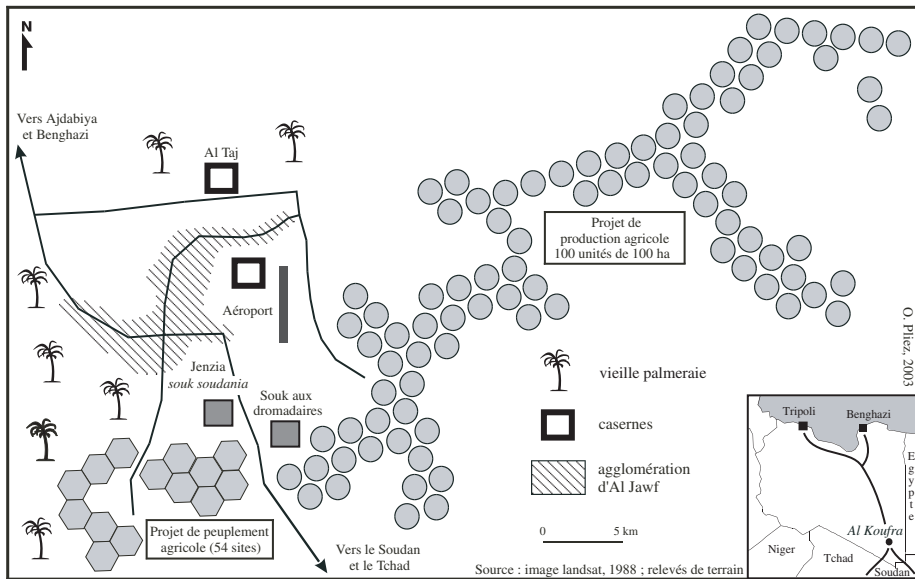 N
Vers Ajdabiya
et Benghazi
Al Taj
Projet de
production agricole
100 unités de 100 ha
Aéroport
Jenzia
souk soudania
Souk aux
dromadaires
Projet de peuplement
agricole (54 sites)
Vers le Soudan
et le Tchad
vieille palmeraie
casernes
agglomération
d'Al Jawf
0 5 km
Source : image landsat, 1988 ; relevés de terrain
O. Pliez, 2003
Tripoli
Benghazi
Egypte
Al Koufra
Niger
Tchad
Soudan